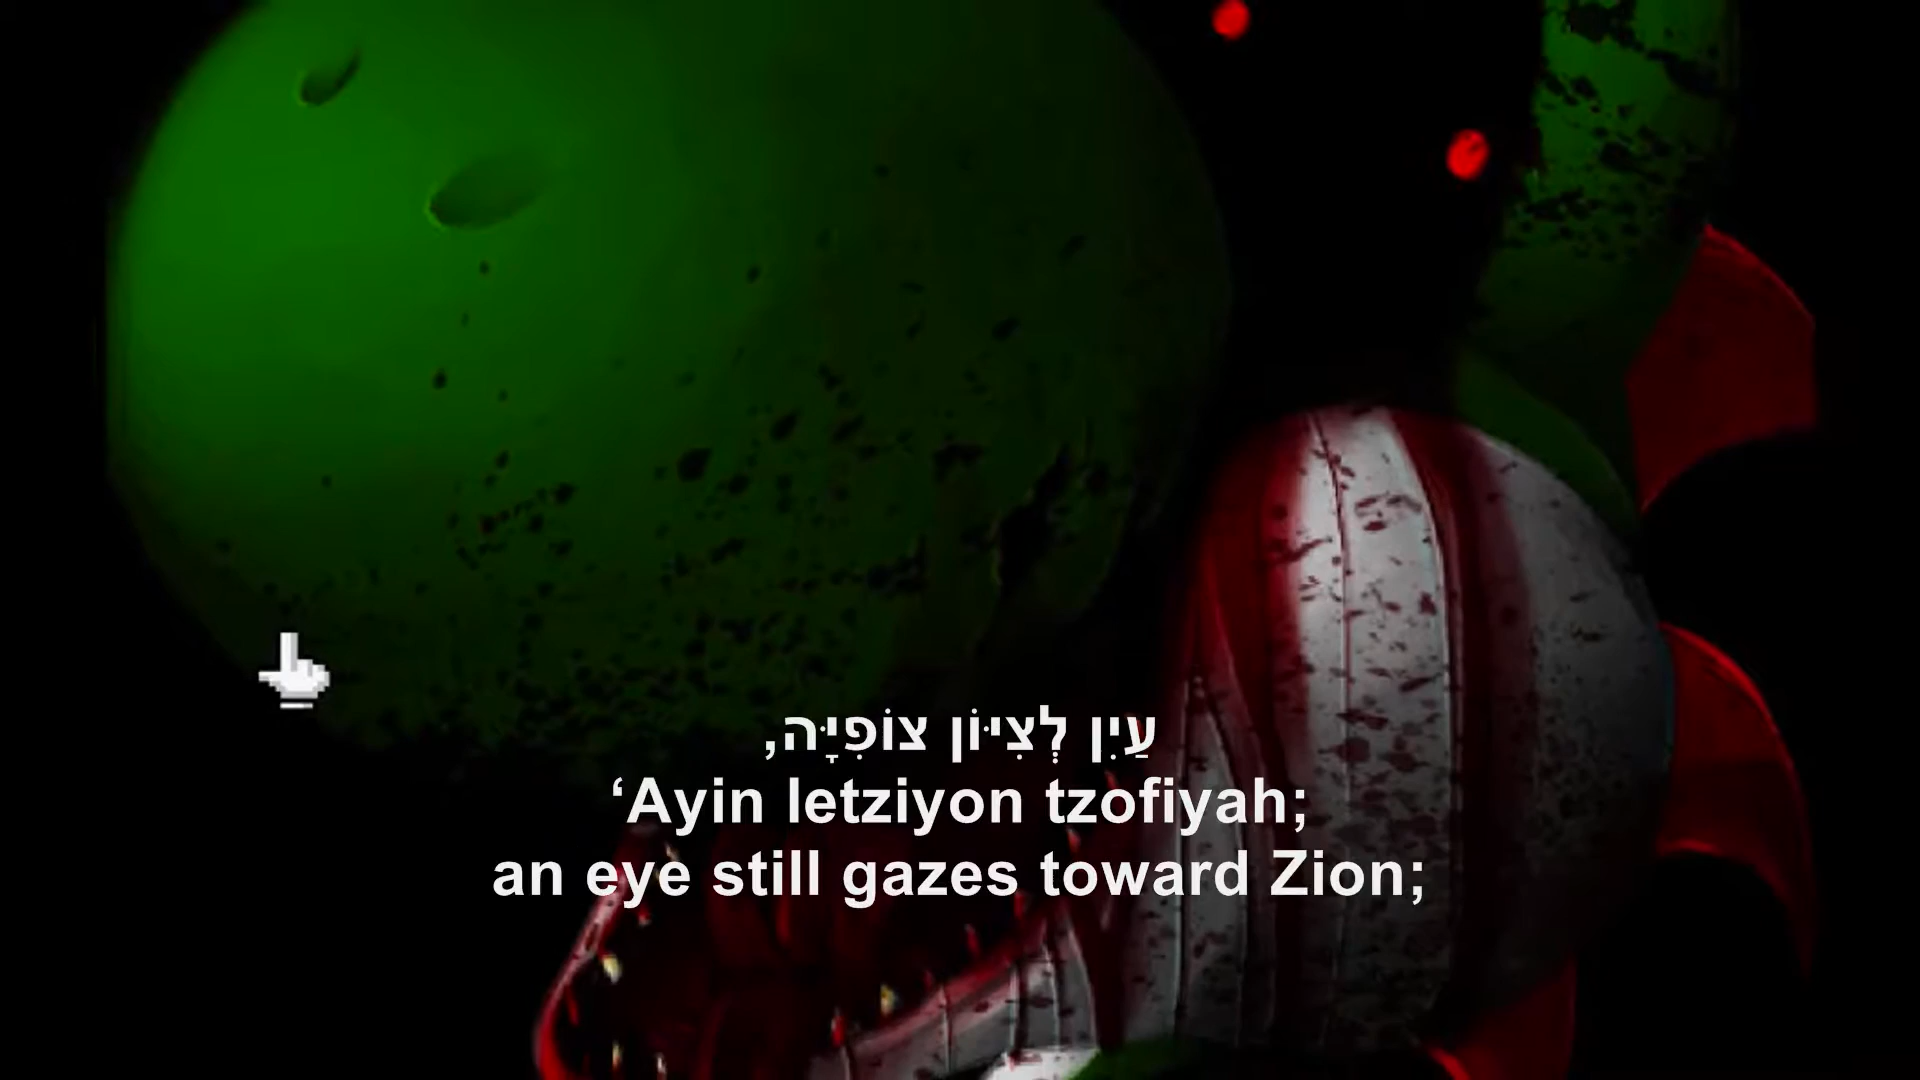 עַיִן לְצִיּוֹן צוֹפִיָּה,
‘Ayin letziyon tzofiyah;
an eye still gazes toward Zion;